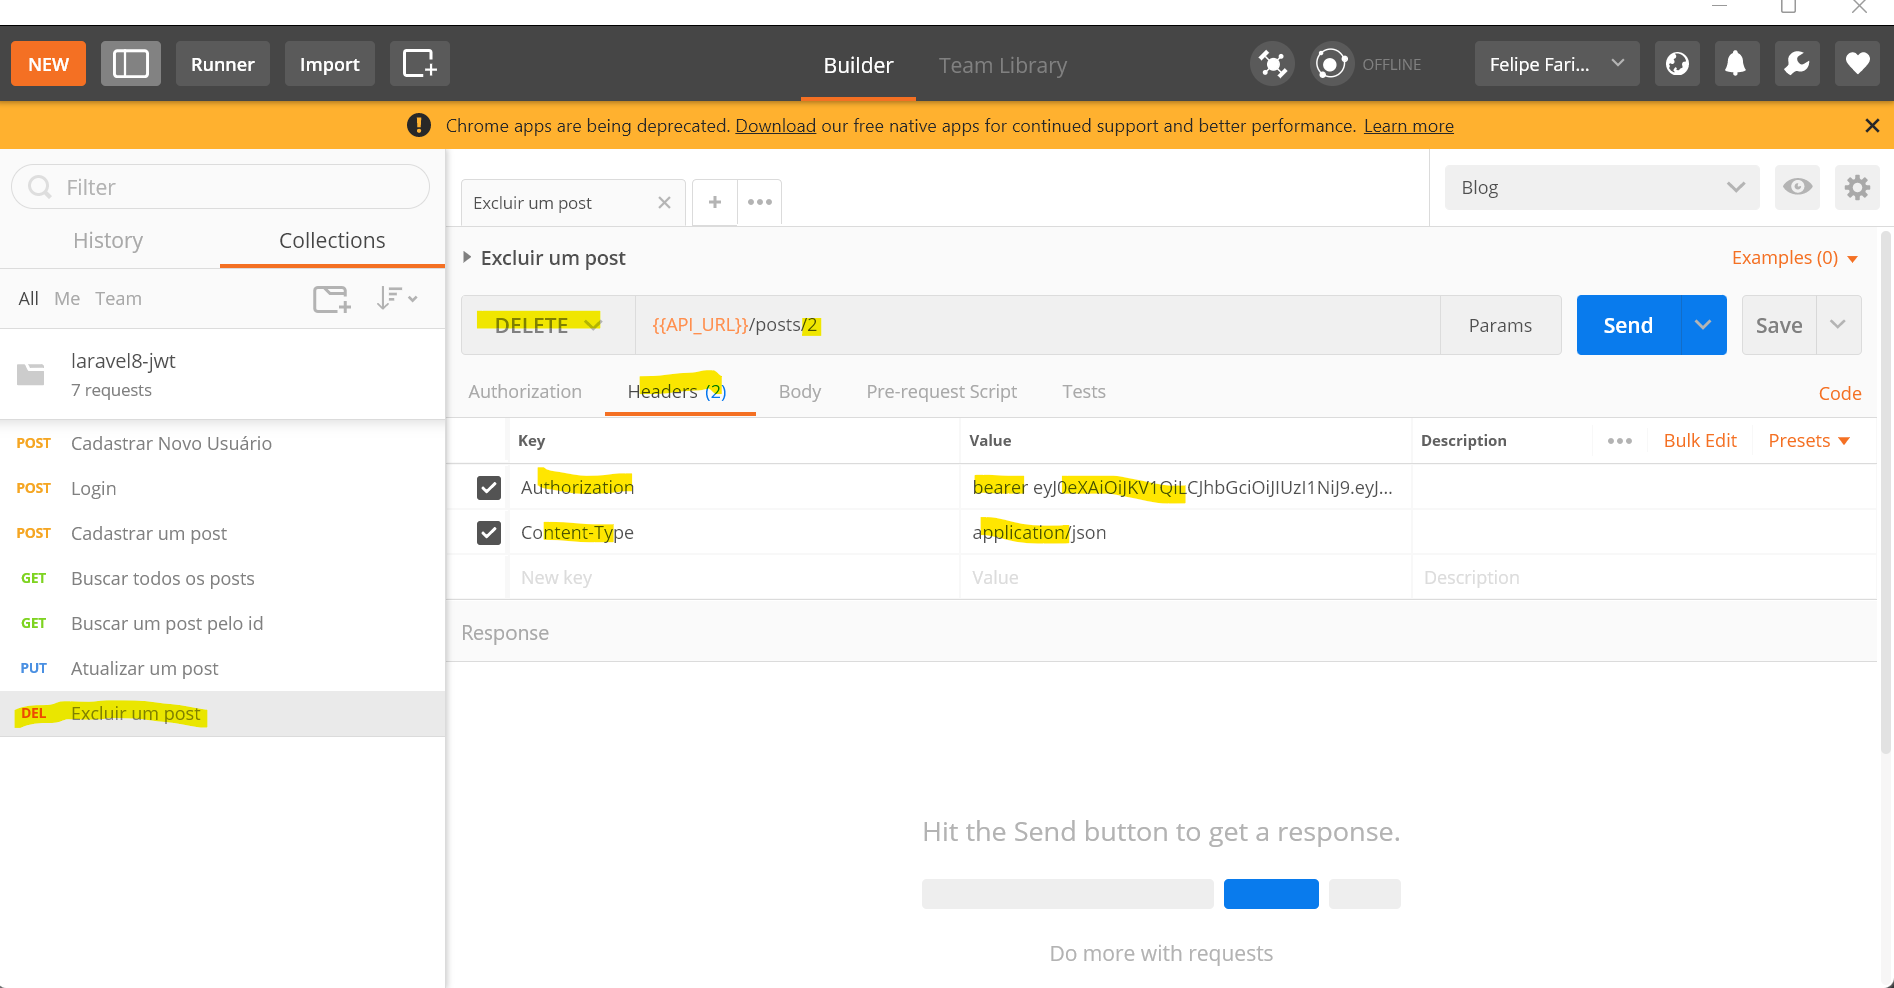 NEW Runner Import Builder Team Library OFFLINE Felipe Fari...
Chrome apps are being deprecated. Download our free native apps for continued support and better performance. Learn more
Filter
History Collections
All Me Team
laravel8-jwt
7 requests
POST Cadastrar Novo Usuário
POST Login
POST Cadastrar um post
GET Buscar todos os posts
GET Buscar um post pelo id
PUT Atualizar um post
DEL Excluir um post
Excluir um post
Blog
Excluir um post Examples (0)
DELETE {{API_URL}}/posts/2 Params Send Save
Authorization Headers (2) Body Pre-request Script Tests Code
Key Value Description Bulk Edit Presets
Authorization bearer eyJ0eXAiOiJKV1QiLCJhbGciOiJIUzI1NiJ9.eyJ...
Content-Type application/json
New key Value Description
Response
Hit the Send button to get a response.
Do more with requests